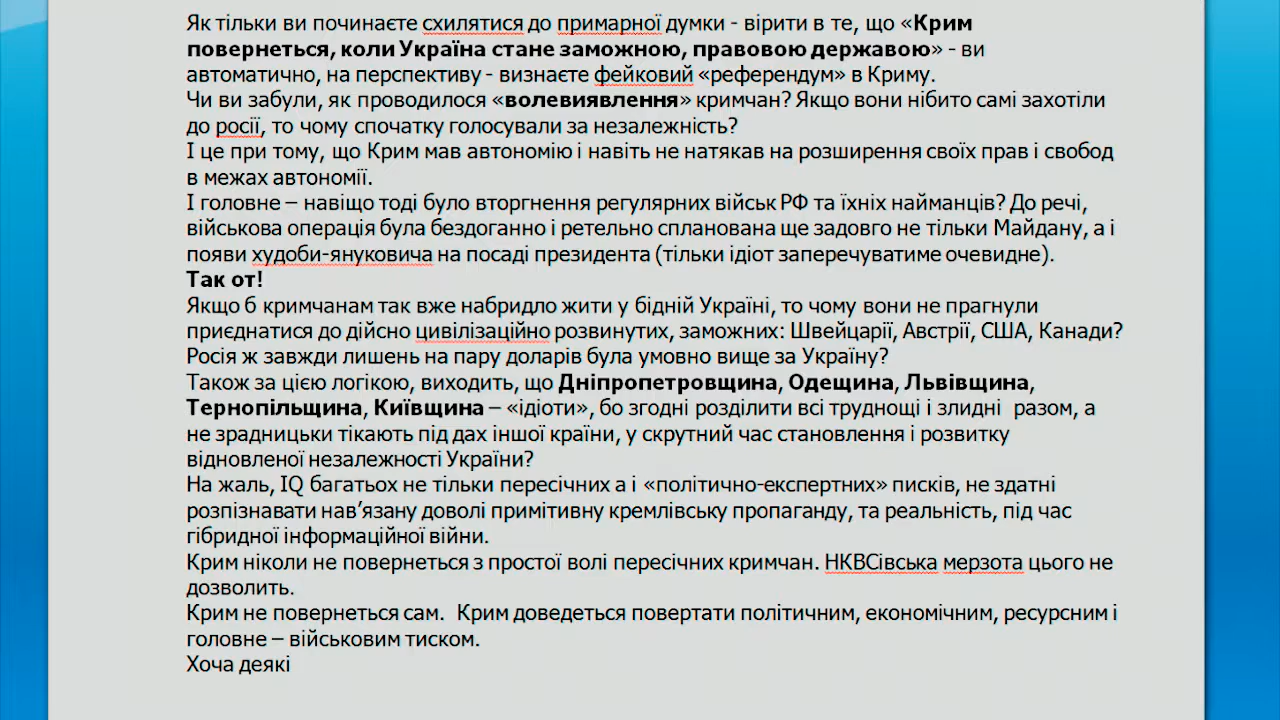 Як тільки ви починаєте схилятися до примарної думки - вірити в те, що «Крим
повернеться, коли Україна стане заможною, правовою державою» - ви
автоматично, на перспективу - визнаєте фейковий «референдум» в Криму.
Чи ви забули, як проводилося «волевиявлення» кримчан? Якщо вони нібито самі захотіли
до росії, то чому спочатку голосували за незалежність?
І це при тому, що Крим мав автономію і навіть не натякав на розширення своїх прав і свобод
в межах автономії.
І головне – навіщо тоді було вторгнення регулярних військ РФ та їхніх найманців? До речі,
військова операція була бездоганно і ретельно спланована ще задовго не тільки Майдану, а і
появи худоби-януковича на посаді президента (тільки ідіот заперечуватиме очевидне).
Так от!
Якщо б кримчанам так вже набридло жити у бідній Україні, то чому вони не прагнули
приєднатися до дійсно цивілізаційно розвинутих, заможних: Швейцарії, Австрії, США, Канади?
Росія ж завжди лишень на пару доларів була умовно вище за Україну?
Також за цією логікою, виходить, що Дніпропетровщина, Одещина, Львівщина,
Тернопільщина, Київщина – «ідіоти», бо згодні розділити всі труднощі і злидні  разом, а
не зрадницьки тікають під дах іншої країни, у скрутний час становлення і розвитку
відновленої незалежності України?
На жаль, IQ багатьох не тільки пересічних а і «політично-експертних» писків, не здатні
розпізнавати нав’язану доволі примітивну кремлівську пропаганду, та реальність, під час
гібридної інформаційної війни.
Крим ніколи не повернеться з простої волі пересічних кримчан. НКВСівська мерзота цього не
дозволить.
Крим не повернеться сам.  Крим доведеться повертати політичним, економічним, ресурсним і
головне – військовим тиском.
Хоча деякі